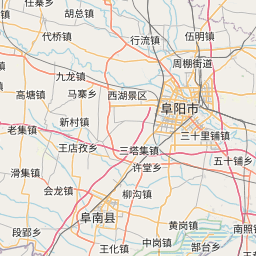 任寨乡
胡总镇
伍明镇
代桥镇
行流镇
周棚街道
九龙镇
马寨乡
西湖景区
高塘镇
阜阳市
新村镇
老集镇
三十里铺镇
王店孜乡
三塔集镇
五十铺乡
滑集镇
许堂乡
会龙镇
柳沟镇
阜南县
黄岗镇
段郢乡
南照镇
王化镇
中岗镇
郜台乡